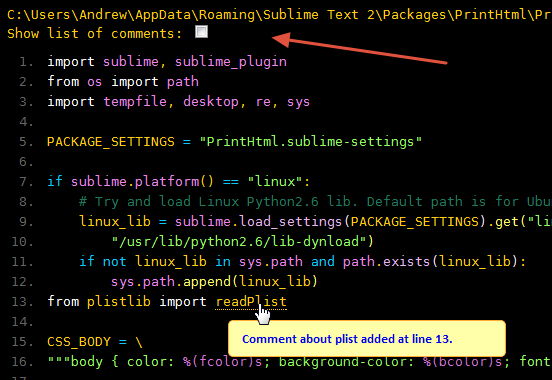 C:\Users\Andrew\AppData\Roaming\Sublime Text 2\Packages\PrintHtml\Pr
Show list of comments:
1. import sublime, sublime_plugin
2. from os import path
3. import tempfile, desktop, re, sys
4.
5. PACKAGE_SETTINGS = "PrintHtml.sublime-settings"
6.
7. if sublime.platform() == "linux":
8.     # Try and load Linux Python2.6 lib. Default path is for Ubu
9.     linux_lib = sublime.load_settings(PACKAGE_SETTINGS).get("li
10.         "/usr/lib/python2.6/lib-dynload")
11.     if not linux_lib in sys.path and path.exists(linux_lib):
12.         sys.path.append(linux_lib)
13. from plistlib import readPlist
14.
Comment about plist added at line 13.
15. CSS_BODY = \
16. """body { color: %(fcolor)s; background-color: %(bcolor)s; font
17.